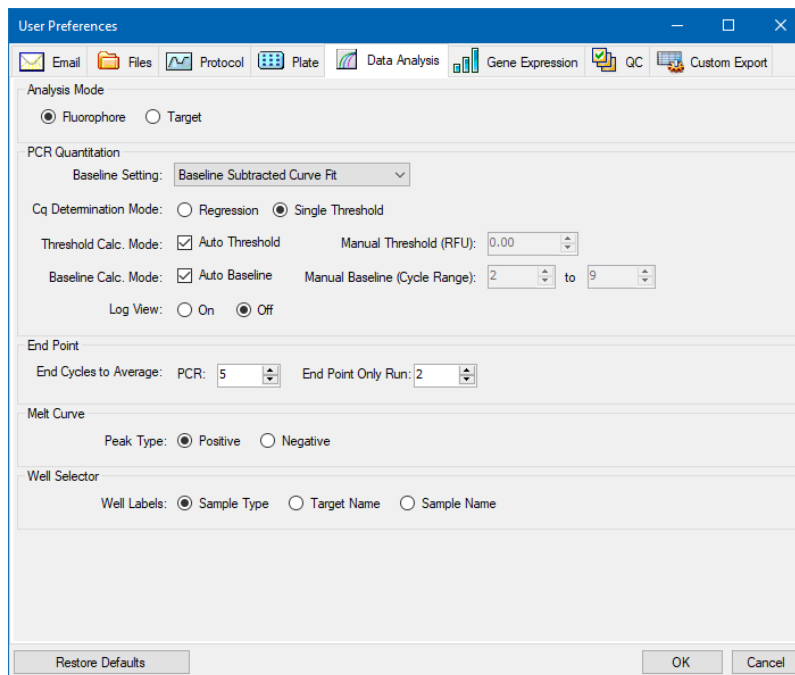 User Preferences
Email Files Protocol Plate Data Analysis Gene Expression QC Custom Export
Analysis Mode
Fluorophore Target
PCR Quantitation
Baseline Setting: Baseline Subtracted Curve Fit
Cq Determination Mode: Regression Single Threshold
Threshold Calc. Mode: Auto Threshold Manual Threshold (RFU): 0.00
Baseline Calc. Mode: Auto Baseline Manual Baseline (Cycle Range): 2 to 9
Log View: On Off
End Point
End Cycles to Average: PCR: 5 End Point Only Run: 2
Melt Curve
Peak Type: Positive Negative
Well Selector
Well Labels: Sample Type Target Name Sample Name
Restore Defaults OK Cancel